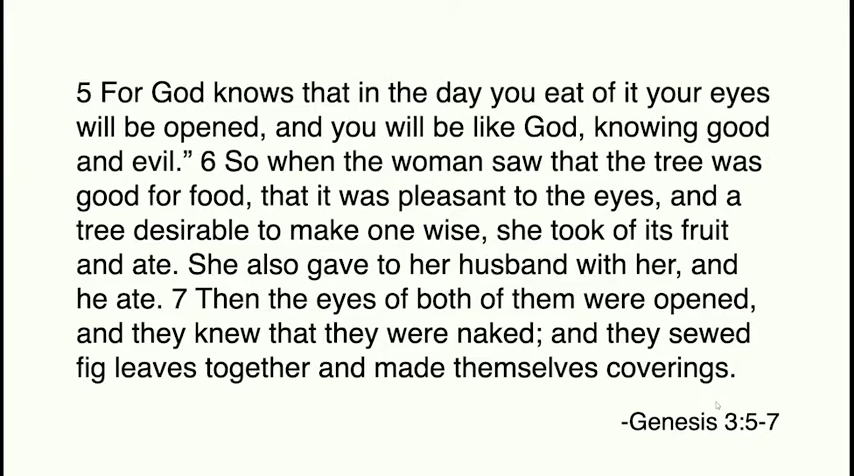 5 For God knows that in the day you eat of it your eyes
will be opened, and you will be like God, knowing good
and evil.” 6 So when the woman saw that the tree was
good for food, that it was pleasant to the eyes, and a
tree desirable to make one wise, she took of its fruit
and ate. She also gave to her husband with her, and
he ate. 7 Then the eyes of both of them were opened,
and they knew that they were naked; and they sewed
fig leaves together and made themselves coverings.
-Genesis 3:5-7